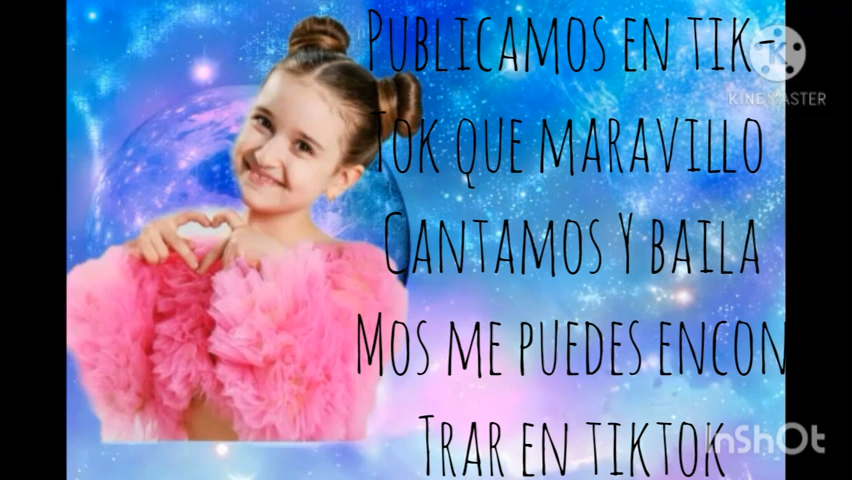 PUBLICAMOS EN TIK-
TOK QUE MARAVILLO
CANTAMOS Y BAILA
MOS ME PUEDES ENCON
TRAR EN TIKTOK
K
KINEMASTER
InShOt